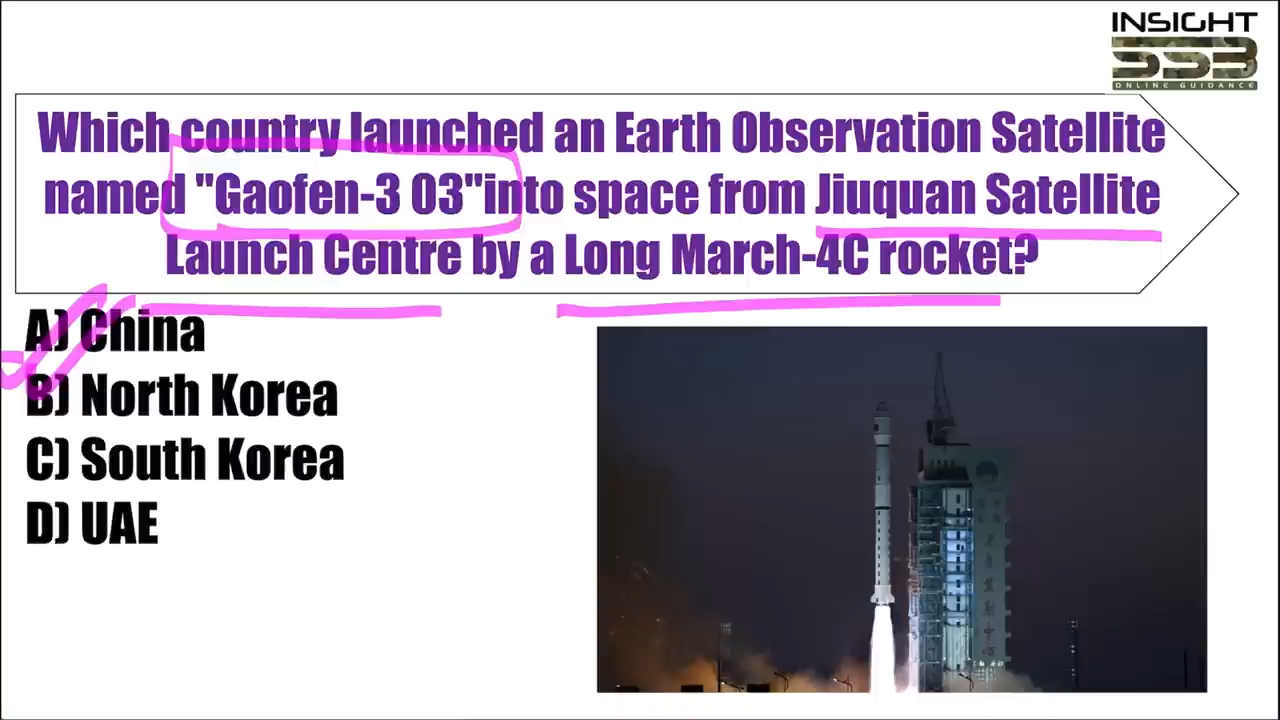 INSIGHT
SSB
ONLINE GUIDANCE
Which country launched an Earth Observation Satellite
named "Gaofen-3 03"into space from Jiuquan Satellite
Launch Centre by a Long March-4C rocket?
A) China
B) North Korea
C) South Korea
D) UAE